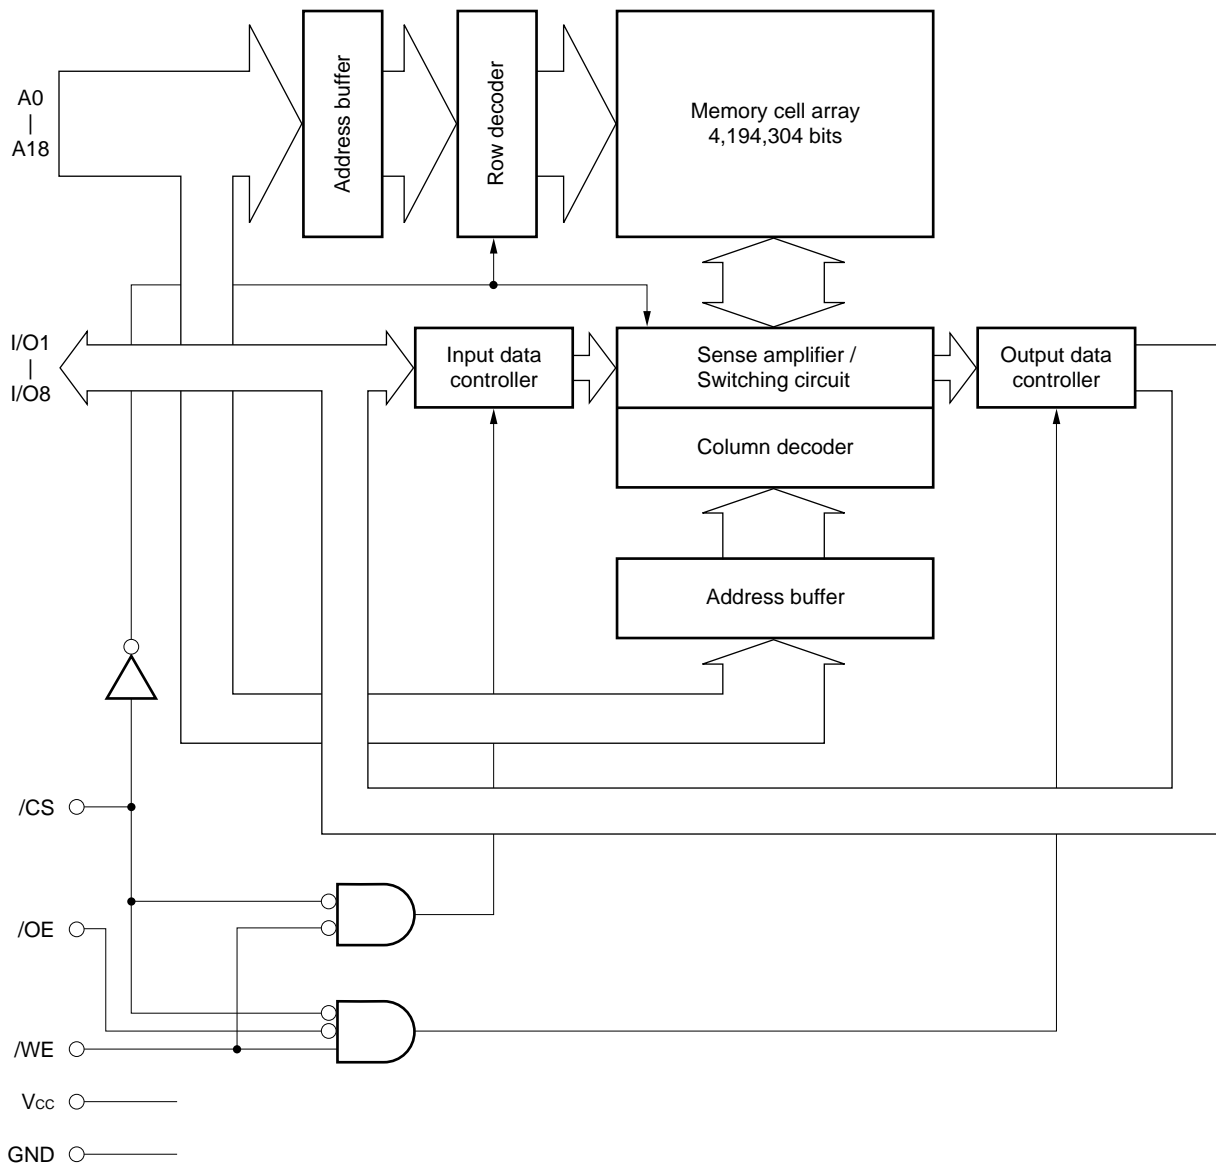 A0
|
A18
Address buffer
Row decoder
Memory cell array
4,194,304 bits
I/O1
|
I/O8
Input data
controller
Sense amplifier /
Switching circuit
Output data
controller
Column decoder
Address buffer
/CS
/OE
/WE
VCC
GND